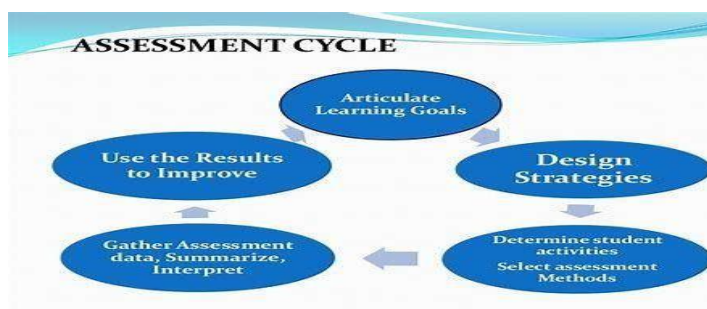 ASSESSMENT CYCLE
Articulate
Learning Goals
Design
Strategies
Determine student
activities
Select assessment
Methods
Gather Assessment
data, Summarize,
Interpret
Use the Results
to Improve